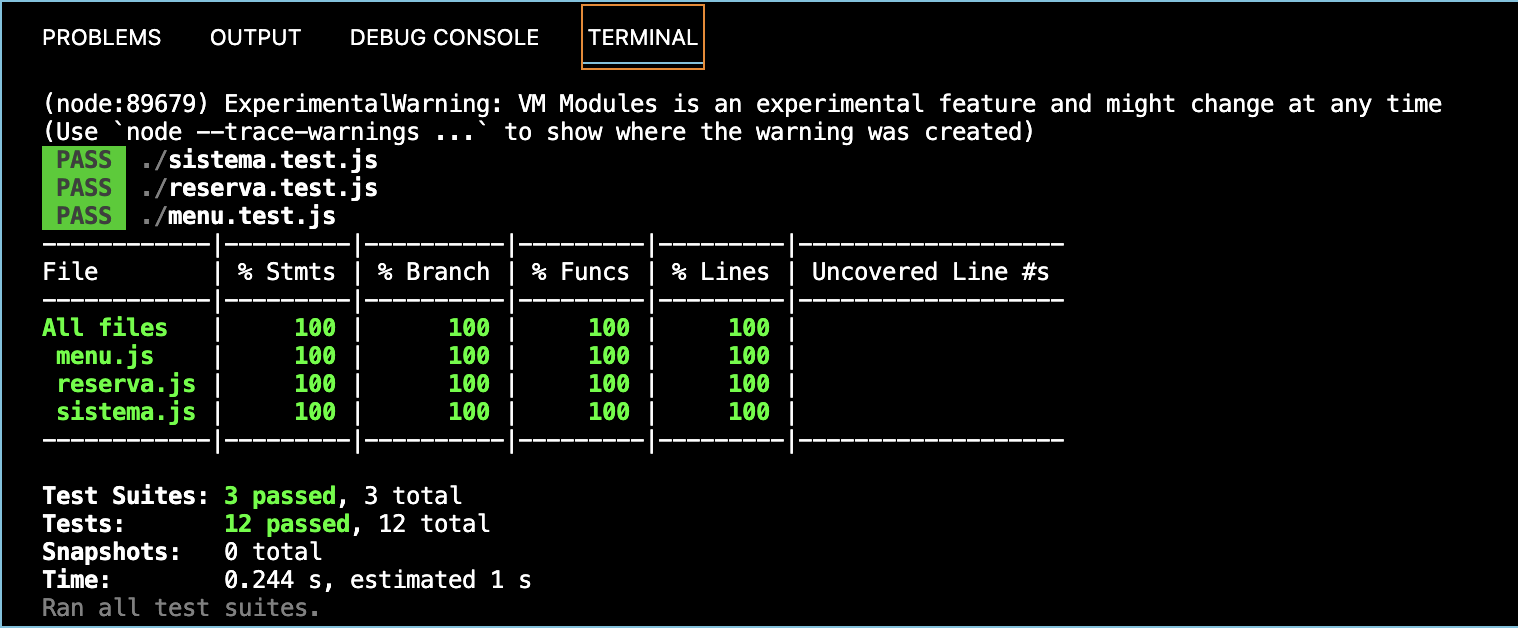 PROBLEMS OUTPUT DEBUG CONSOLE TERMINAL
(node:89679) ExperimentalWarning: VM Modules is an experimental feature and might change at any time
(Use `node --trace-warnings ...` to show where the warning was created)
PASS ./sistema.test.js
PASS ./reserva.test.js
PASS ./menu.test.js
------------|---------|----------|---------|---------|-------------------
File        | % Stmts | % Branch | % Funcs | % Lines | Uncovered Line #s
------------|---------|----------|---------|---------|-------------------
All files   |     100 |      100 |     100 |     100 |
 menu.js    |     100 |      100 |     100 |     100 |
 reserva.js |     100 |      100 |     100 |     100 |
 sistema.js |     100 |      100 |     100 |     100 |
------------|---------|----------|---------|---------|-------------------
Test Suites: 3 passed, 3 total
Tests:       12 passed, 12 total
Snapshots:   0 total
Time:        0.244 s, estimated 1 s
Ran all test suites.